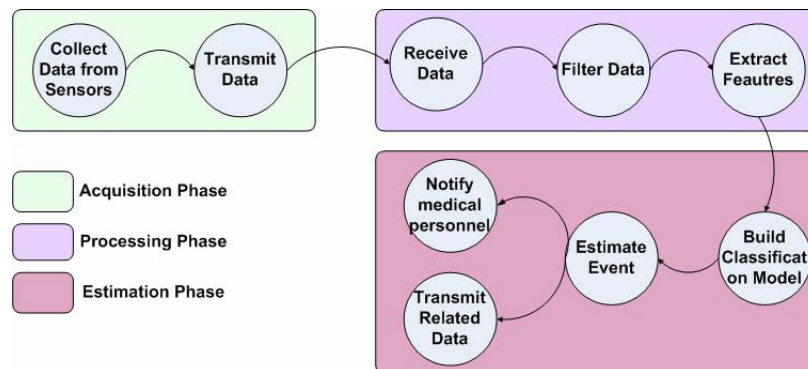 Collect
Data from
Sensors
Transmit
Data
Receive
Data
Filter Data
Extract
Feautres
Acquisition Phase
Processing Phase
Estimation Phase
Notify
medical
personnel
Transmit
Related
Data
Estimate
Event
Build
Classificat
on Model